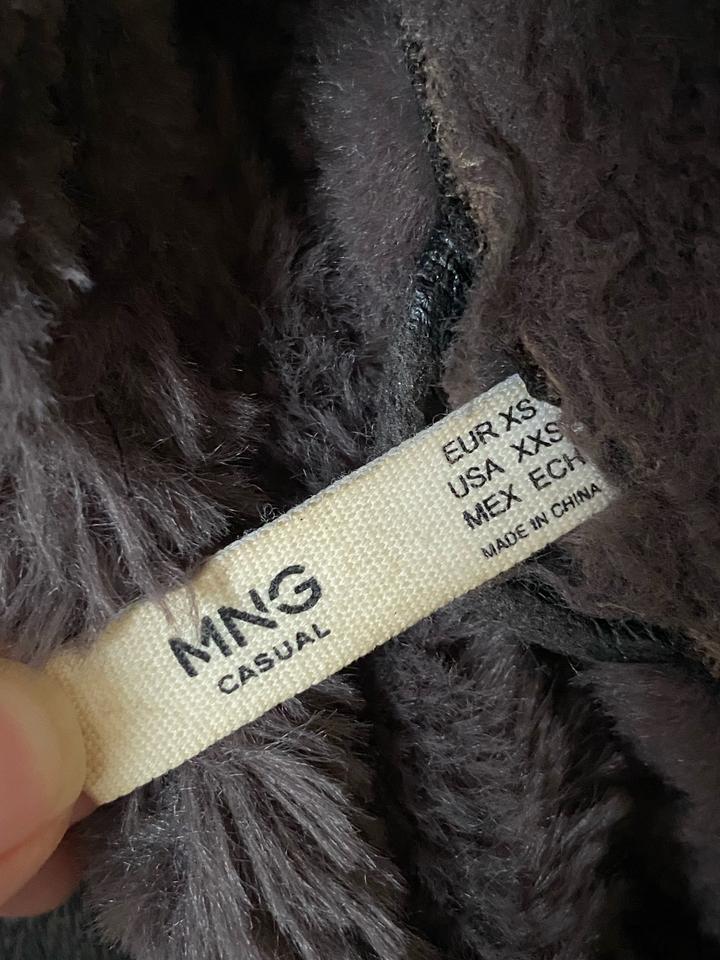 MNG
CASUAL
EUR XS
USA XXS
MEX ECH
MADE IN CHINA